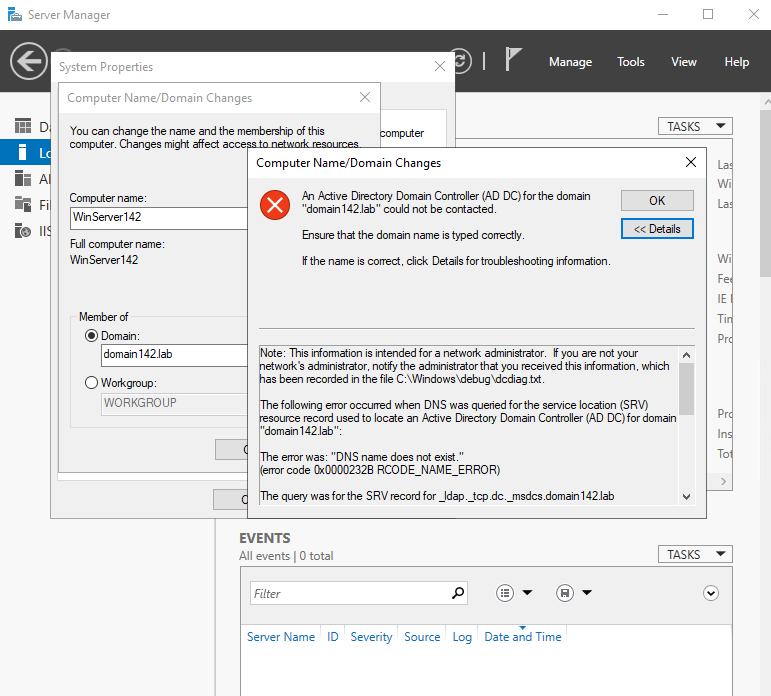 Server Manager
Manage Tools View Help
System Properties
Computer Name/Domain Changes
You can change the name and the membership of this
computer. Changes might affect access to network resources.
computer
Computer name:
WinServer142
Full computer name:
WinServer142
Member of
Domain:
domain142.lab
Workgroup:
WORKGROUP
Computer Name/Domain Changes
An Active Directory Domain Controller (AD DC) for the domain
"domain142.lab" could not be contacted.
Ensure that the domain name is typed correctly.
If the name is correct, click Details for troubleshooting information.
OK
<< Details
Note: This information is intended for a network administrator. If you are not your
network's administrator, notify the administrator that you received this information, which
has been recorded in the file C:\Windows\debug\dcdiag.txt.
The following error occurred when DNS was queried for the service location (SRV)
resource record used to locate an Active Directory Domain Controller (AD DC) for domain
"domain142.lab":
The error was: "DNS name does not exist."
(error code 0x0000232B RCODE_NAME_ERROR)
The query was for the SRV record for _ldap._tcp.dc._msdcs.domain142.lab
TASKS
Las
Wi
Las
Wi
Fee
IE
Tim
Pro
Pro
Ins
Tot
EVENTS
All events | 0 total
TASKS
Filter
Server Name ID Severity Source Log Date and Time